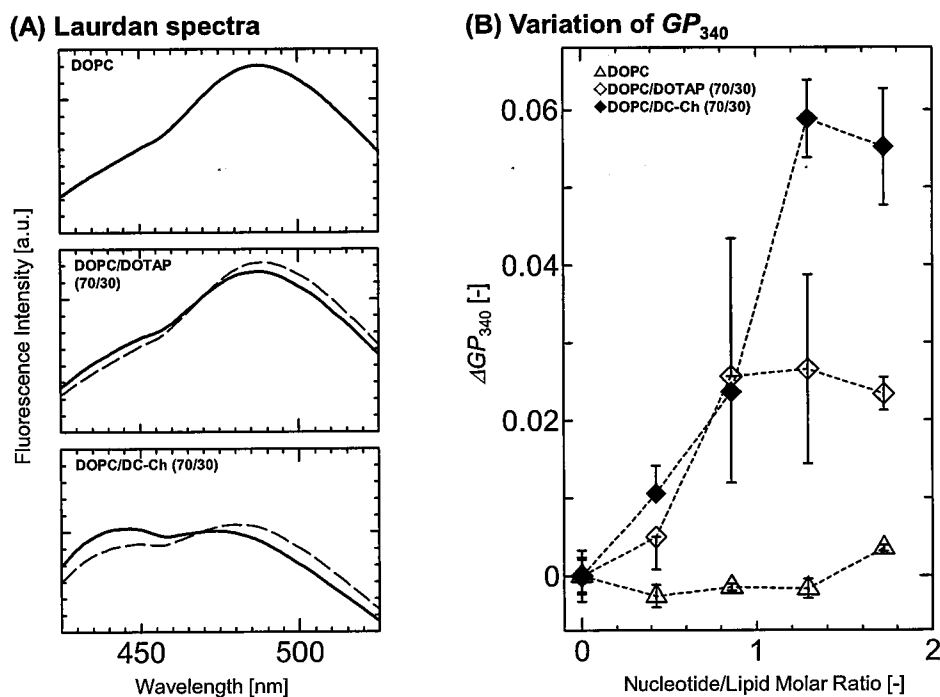 (A) Laurdan spectra
DOPC
DOPC/DOTAP
(70/30)
DOPC/DC-Ch (70/30)
Fluorescence Intensity [a.u.]
450
500
Wavelength [nm]
(B) Variation of GP340
DOPC
DOPC/DOTAP (70/30)
DOPC/DC-Ch (70/30)
0.06
0.04
0.02
0
ΔGP340 [-]
0
1
2
Nucleotide/Lipid Molar Ratio [-]